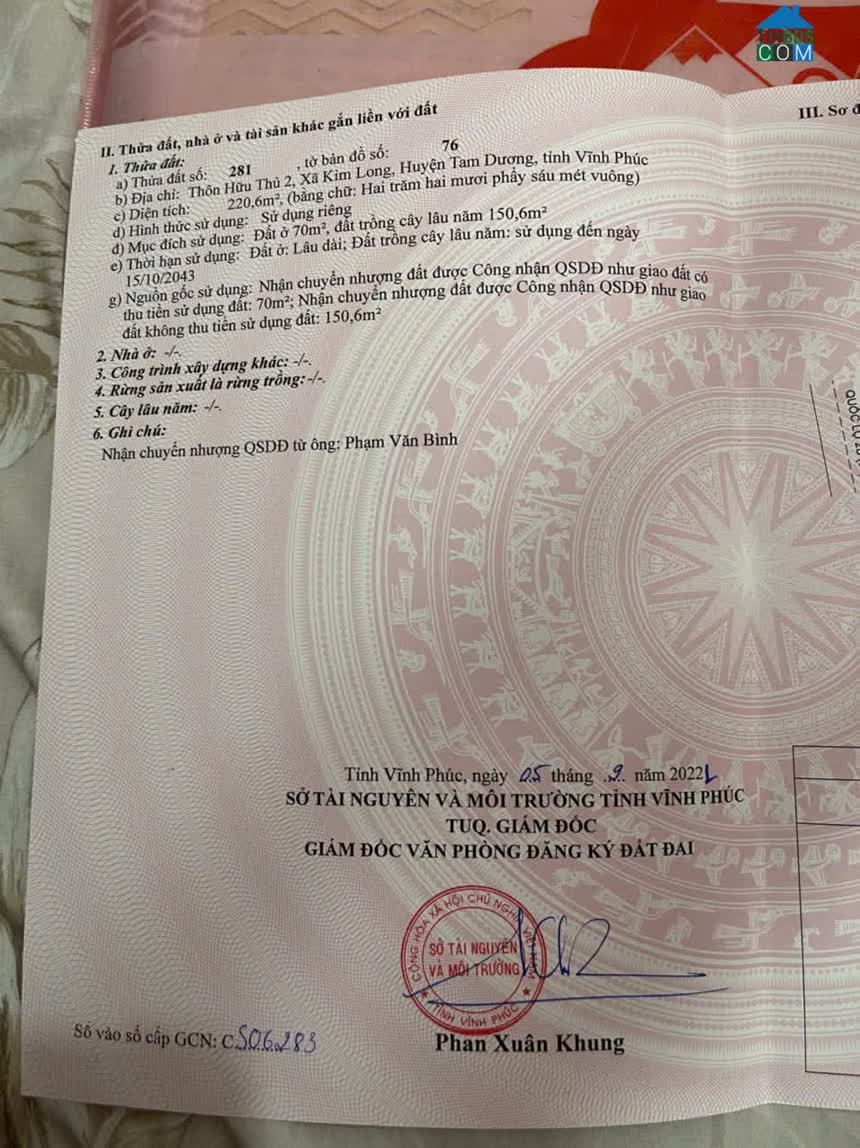 COM
II. Thửa đất, nhà ở và tài sản khác gắn liền với đất
III. Sơ đ
1. Thửa đất:
a) Thửa đất số: 281 , tờ bản đồ số: 76
b) Địa chỉ: Thôn Hữu Thủ 2, Xã Kim Long, Huyện Tam Dương, tỉnh Vĩnh Phúc
c) Diện tích: 220,6m², (bằng chữ: Hai trăm hai mươi phẩy sáu mét vuông)
d) Hình thức sử dụng: Sử dụng riêng
đ) Mục đích sử dụng: Đất ở 70m², đất trồng cây lâu năm 150,6m²
e) Thời hạn sử dụng: Đất ở: Lâu dài; Đất trồng cây lâu năm: sử dụng đến ngày
15/10/2043
g) Nguồn gốc sử dụng: Nhận chuyển nhượng đất được Công nhận QSDĐ như giao đất có
thu tiền sử dụng đất: 70m²; Nhận chuyển nhượng đất được Công nhận QSDĐ như giao
đất không thu tiền sử dụng đất: 150,6m²
2. Nhà ở: -/-.
3. Công trình xây dựng khác: -/-.
4. Rừng sản xuất là rừng trồng: -/-.
5. Cây lâu năm: -/-.
6. Ghi chú:
Nhận chuyển nhượng QSDĐ từ ông: Phạm Văn Bình
QUỐC LỘ
Tỉnh Vĩnh Phúc, ngày 05 tháng .9. năm 2022
SỞ TÀI NGUYÊN VÀ MÔI TRƯỜNG TỈNH VĨNH PHÚC
TUQ. GIÁM ĐỐC
GIÁM ĐỐC VĂN PHÒNG ĐĂNG KÝ ĐẤT ĐAI
CỘNG HÒA XÃ HỘI CHỦ NGHĨA VIỆT NAM
SỞ TÀI NGUYÊN
VÀ MÔI TRƯỜNG
★ TỈNH VĨNH PHÚC ★
Phan Xuân Khung
Số vào sổ cấp GCN: CS06283